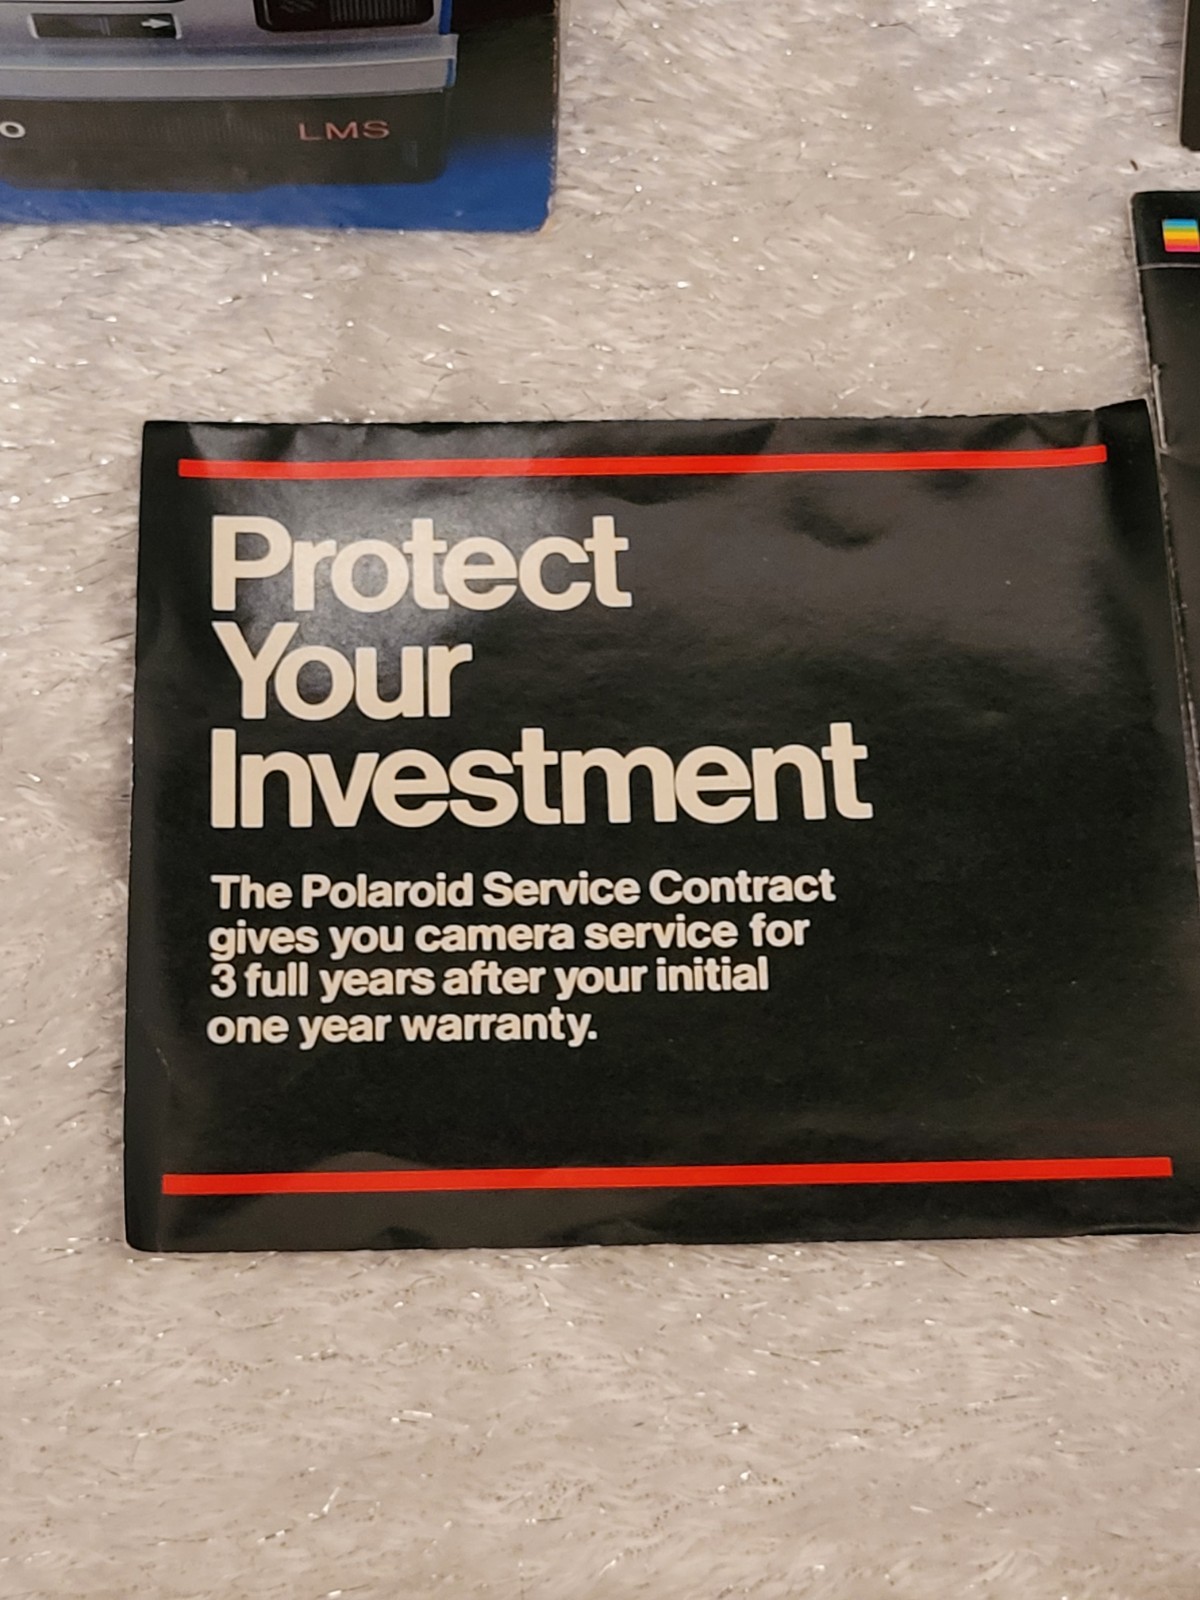 o LMS
Protect
Your
Investment
The Polaroid Service Contract
gives you camera service for
3 full years after your initial
one year warranty.